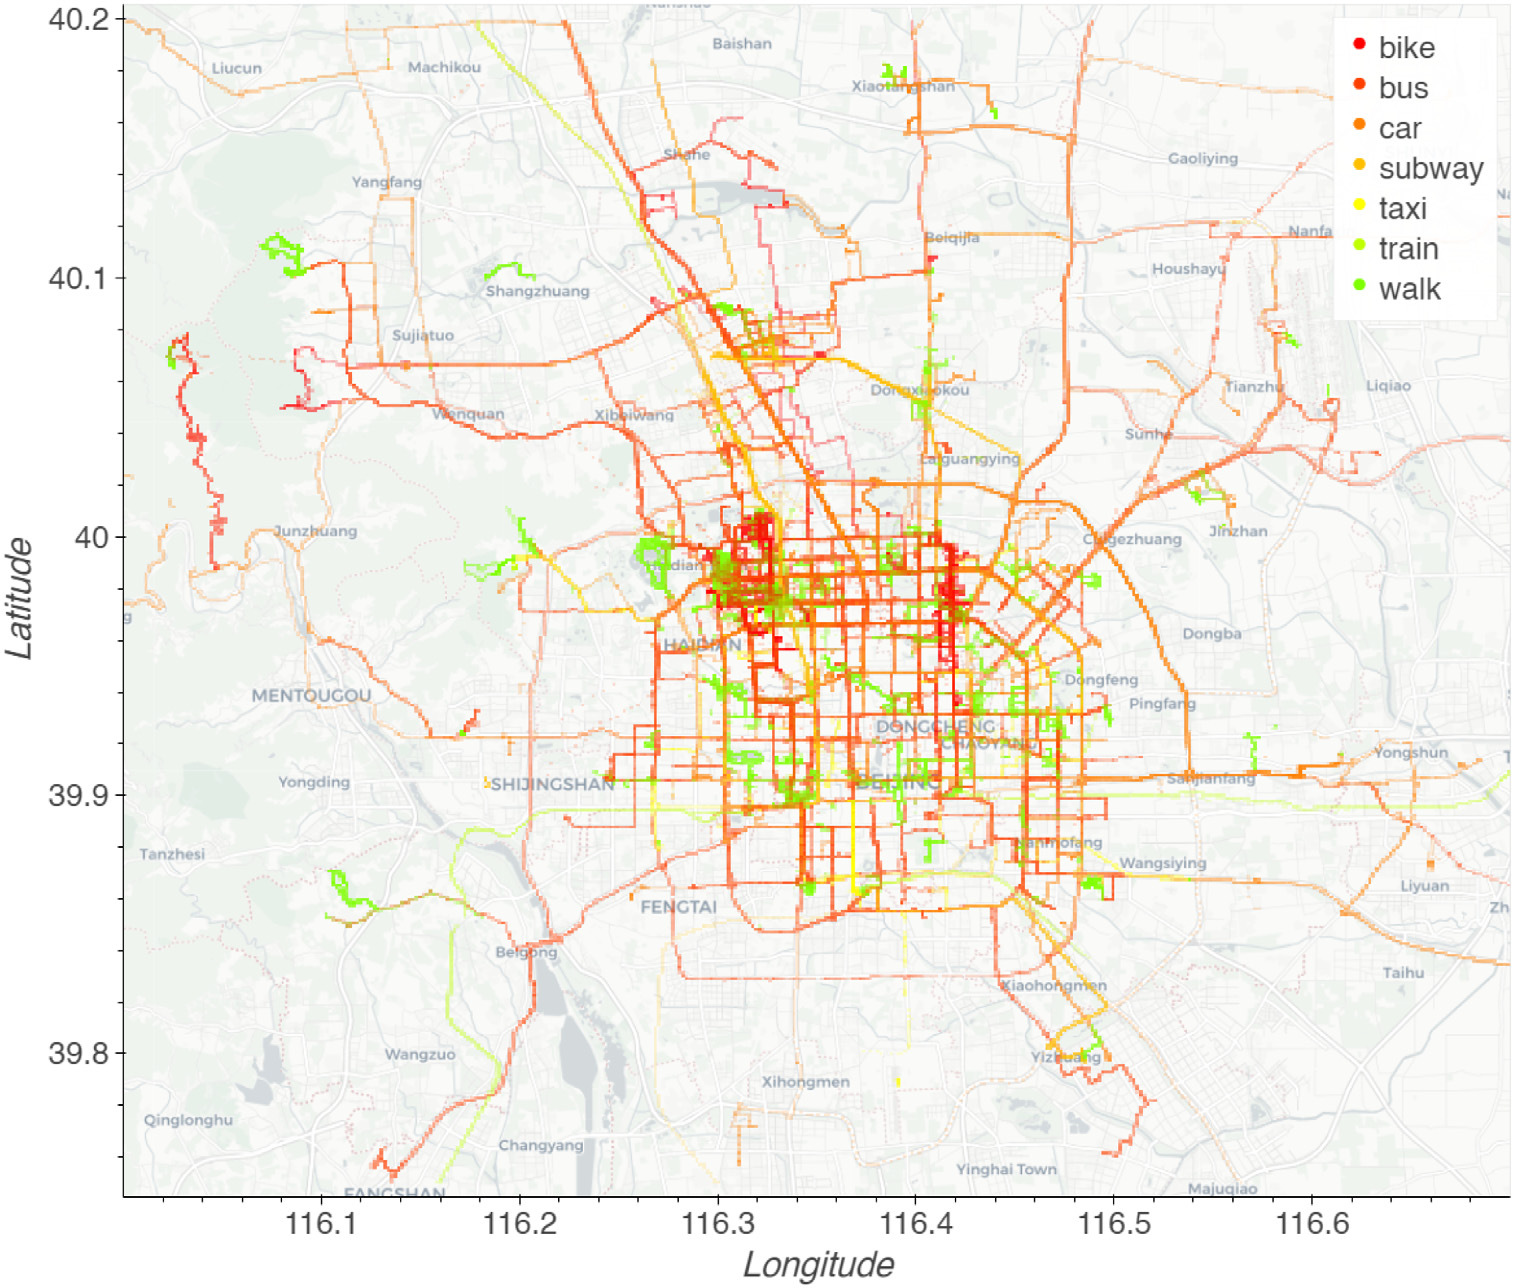 40.2
Baishan
Liucun
Machikou
Xiaotangshan
bike
bus
car
subway
taxi
train
walk
Shahe
Gaoliying
Yangfang
Beiqijia
Nanfa
40.1
Shangzhuang
Houshayu
Sujiatuo
Dongxiaokou
Tianzhu
Liqiao
Wenquan
Xibeiwang
Sunhe
Laiguangying
40
Junzhuang
Cuigezhuang
Jinzhan
Haidian
HAIDIAN
Dongba
MENTOUGOU
Dongfeng
Pingfang
DONGCHENG
CHAOYANG
Yongshun
39.9
Yongding
SHIJINGSHAN
BEIJING
Sanjianfang
Tanzhesi
Nanmofang
Wangsiying
Liyuan
FENGTAI
Zh
Beigong
Taihu
Xiaohongmen
39.8
Wangzuo
Yizhuang
Xihongmen
Qinglonghu
Changyang
Yinghai Town
FANGSHAN
Majuqiao
116.1
116.2
116.3
116.4
116.5
116.6
Latitude
Longitude